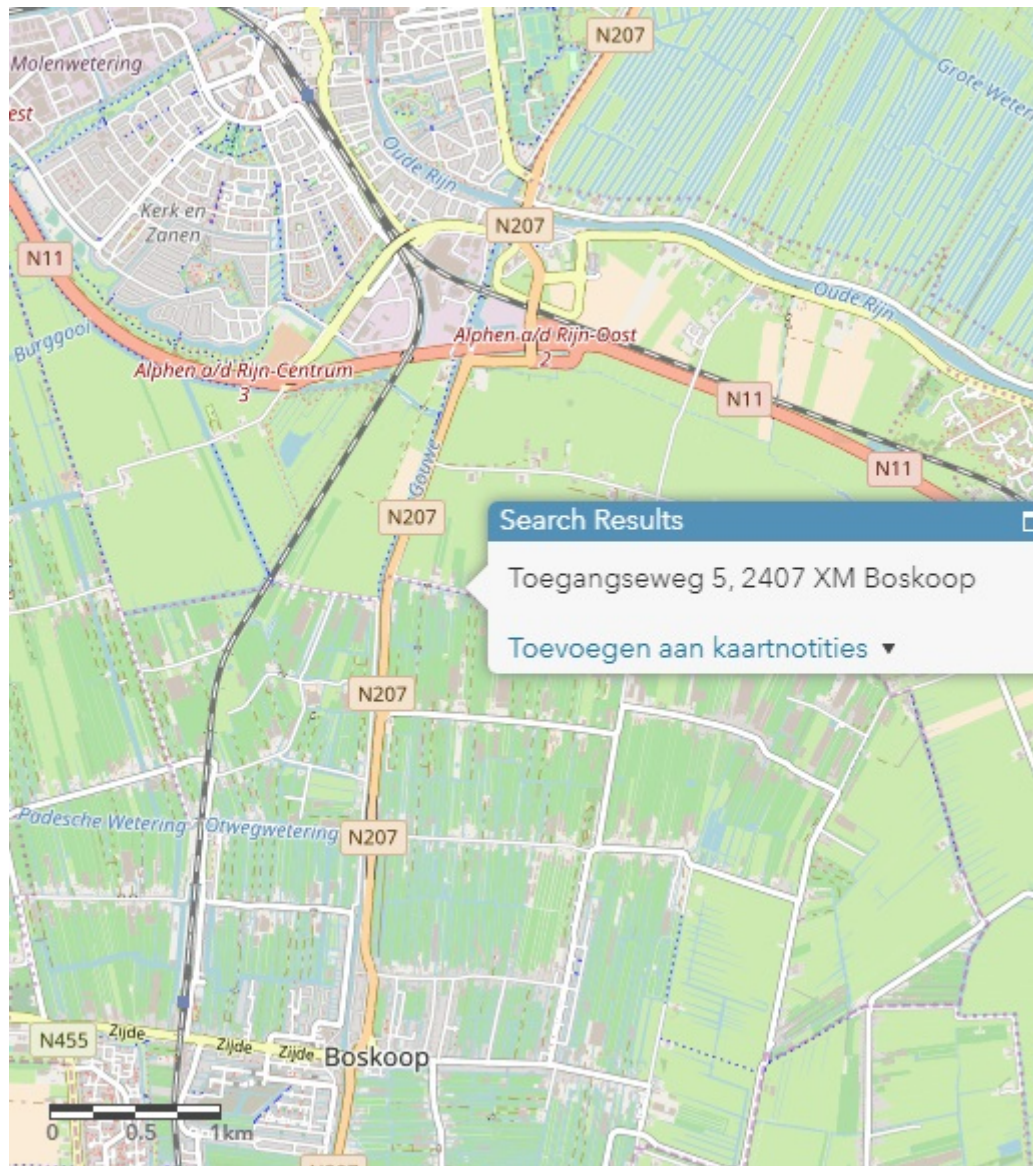 N207
Molenwetering
Grote Weter
est
Oude Rijn
Kerk en
Zanen
N207
N11
Oude Rijn
Burggool
Alphen a/d Rijn-Oost
2
Alphen a/d Rijn-Centrum
3
N11
N11
Gouwe
N207
Search Results
Toegangseweg 5, 2407 XM Boskoop
Toevoegen aan kaartnotities
N207
Padesche Wetering
Otwegwetering
N207
N455
Zijde
Zijde
Zijde
Boskoop
0
0.5
1km